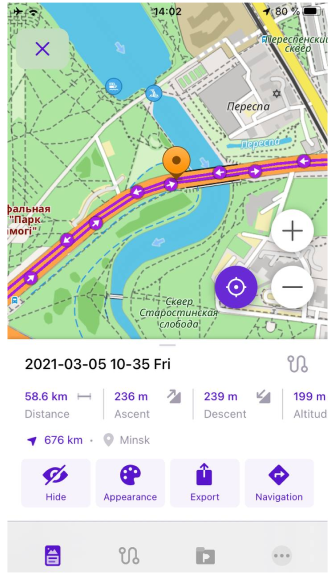 14:02
80 %
Переспенский
сквер
Переспа
Переспа
фальная
"Парк
могі"
Сквер
Старостинская
слобода
2021-03-05 10-35 Fri
58.6 km
236 m
239 m
199 m
Distance
Ascent
Descent
Altitud
676 km · Minsk
Hide
Appearance
Export
Navigation